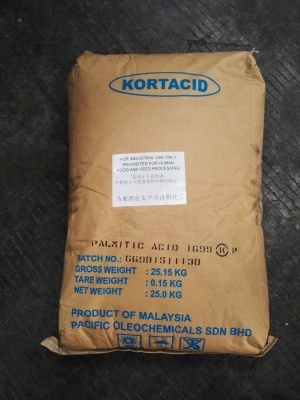 KORTACID
FOR INDUSTRIAL USE ONLY
PROHIBITED FOR HUMAN
FOOD AND FEED PROCESSING
PALMITIC ACID 1699 K P
BATCH NO.: GG9D151113D
GROSS WEIGHT : 25.15 KG
TARE WEIGHT : 0.15 KG
NET WEIGHT : 25.0 KG
PRODUCT OF MALAYSIA
PACIFIC OLEOCHEMICALS SDN BHD